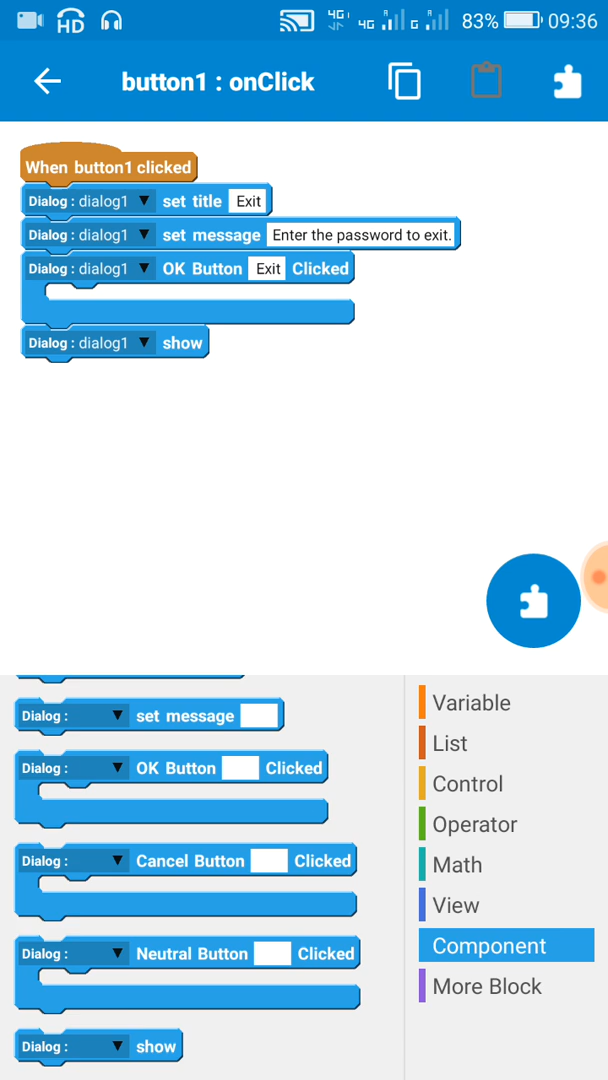 HD 4G 4G R G R 83% 09:36
button1 : onClick
When button1 clicked
Dialog : dialog1 set title Exit
Dialog : dialog1 set message Enter the password to exit.
Dialog : dialog1 OK Button Exit Clicked
Dialog : dialog1 show
Dialog : set message
Dialog : OK Button Clicked
Dialog : Cancel Button Clicked
Dialog : Neutral Button Clicked
Dialog : show
Variable
List
Control
Operator
Math
View
Component
More Block